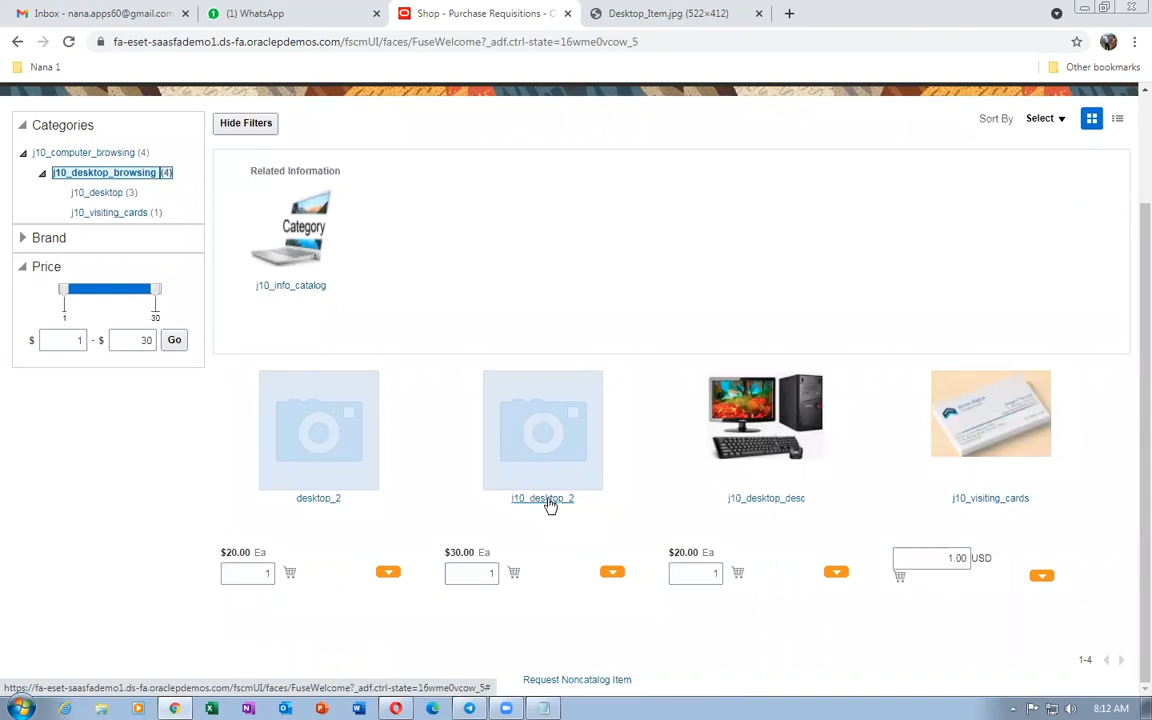 Inbox - nana.apps60@gmail.com
(1) WhatsApp
Shop - Purchase Requisitions - O
Desktop_Item.jpg (522×412)
fa-eset-saasfademo1.ds-fa.oraclepdemos.com/fscmUI/faces/FuseWelcome?_adf.ctrl-state=16wme0vcow_5
Nana 1
Other bookmarks
Categories
Hide Filters
Sort By Select
j10_computer_browsing (4)
j10_desktop_browsing (4)
j10_desktop (3)
j10_visiting_cards (1)
Brand
Price
1 30
$ 1 - $ 30 Go
Related Information
Category
j10_info_catalog
desktop_2
j10_desktop_2
j10_desktop_desc
j10_visiting_cards
$20.00 Ea
$30.00 Ea
$20.00 Ea
1.00 USD
1
1
1
1-4
Request Noncatalog Item
https://fa-eset-saasfademo1.ds-fa.oraclepdemos.com/fscmUI/faces/FuseWelcome?_adf.ctrl-state=16wme0vcow_5#
8:12 AM